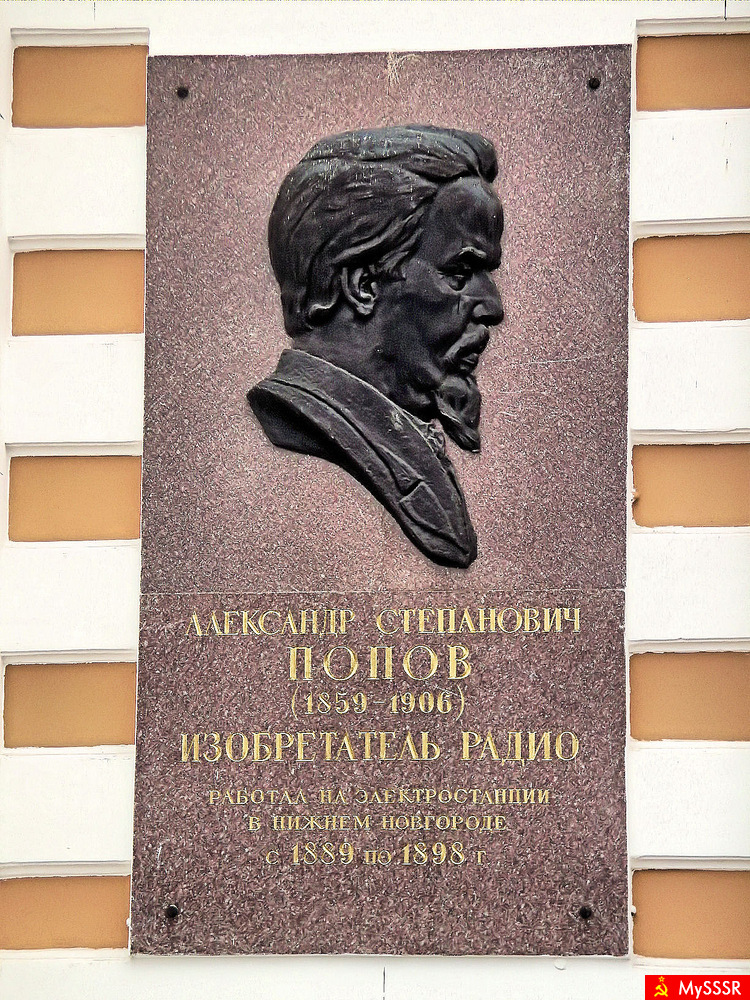 АЛЕКСАНДР СТЕПАНОВИЧ
ПОПОВ
(1859-1906)
ИЗОБРЕТАТЕЛЬ РАДИО
РАБОТАЛ НА ЭЛЕКТРОСТАНЦИИ
В НИЖНЕМ НОВГОРОДЕ
С 1889 ПО 1898 Г
MySSSR